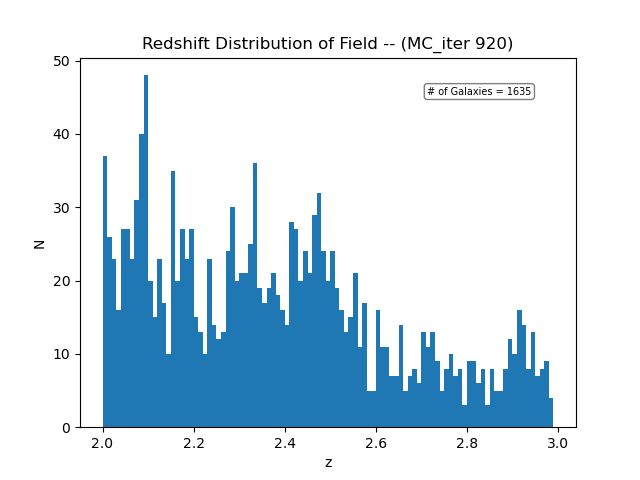 Redshift Distribution of Field -- (MC_iter 920)
# of Galaxies = 1635
N
50
40
30
20
10
0
2.0 2.2 2.4 2.6 2.8 3.0
z